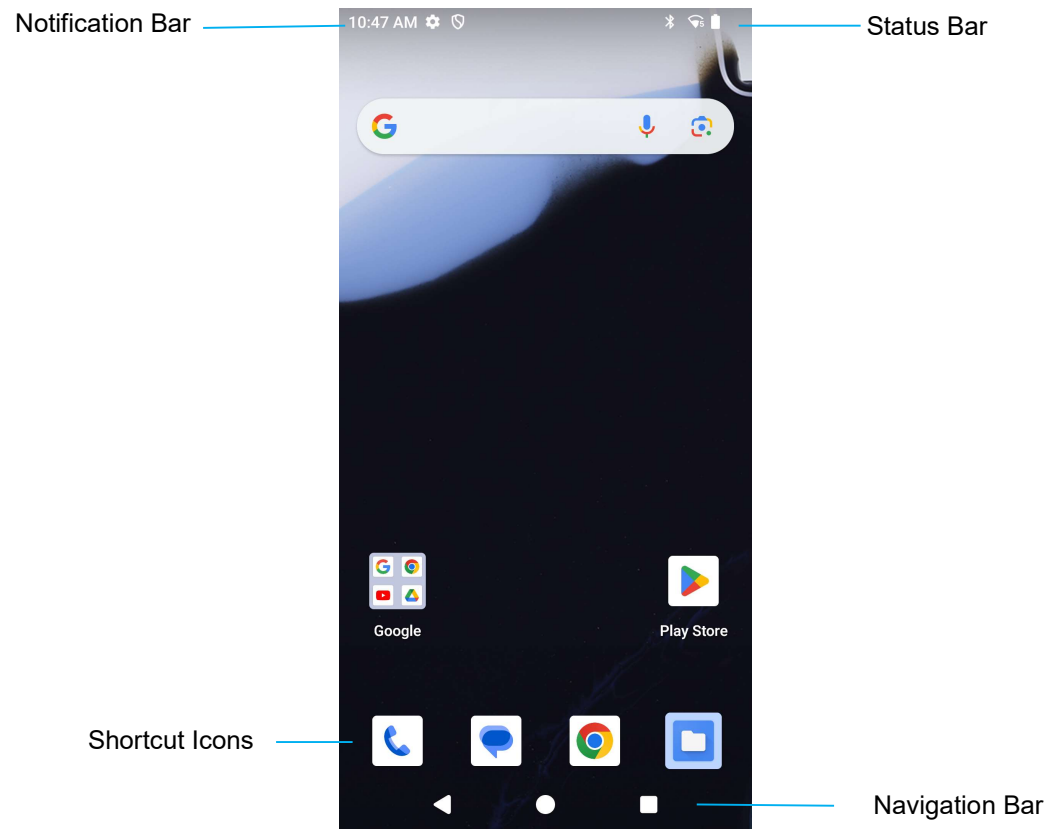 Notification Bar
10:47 AM
Status Bar
Google
Play Store
Shortcut Icons
Navigation Bar